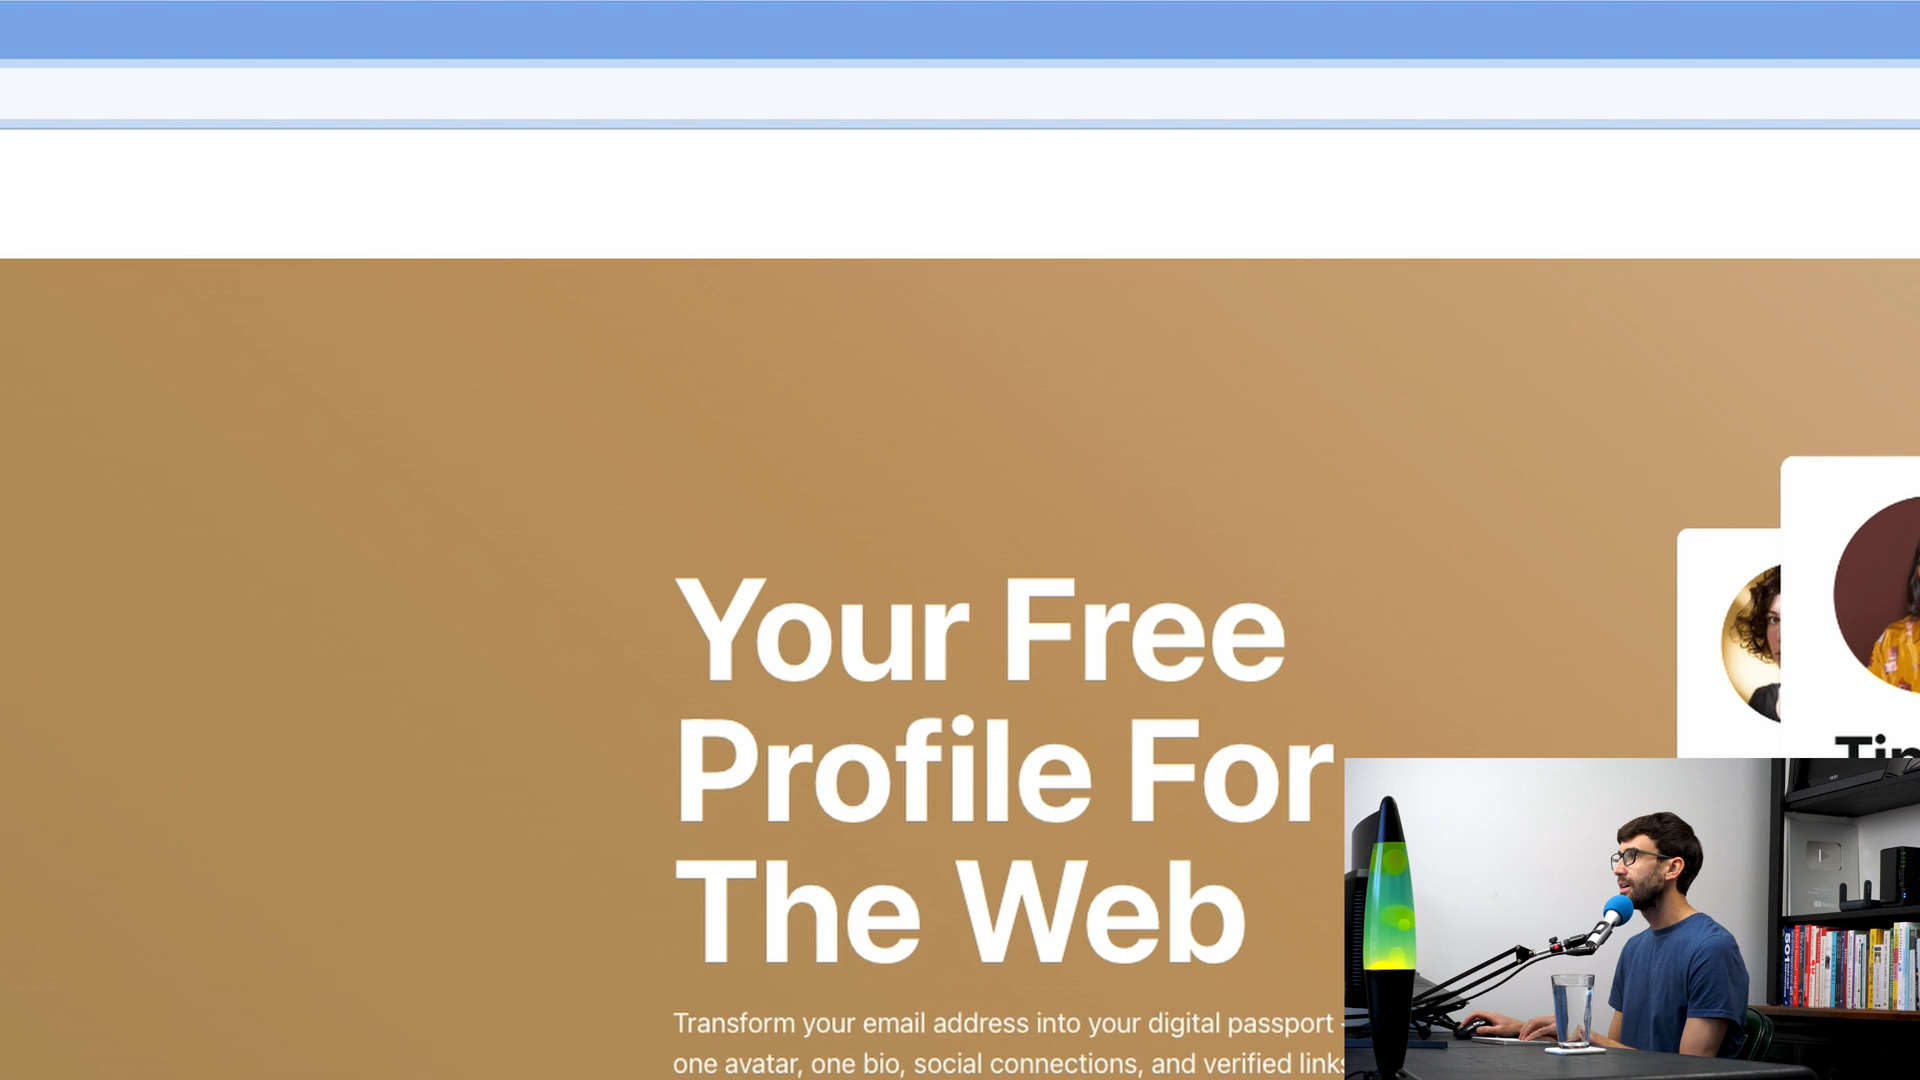 Your Free
Profile For
The Web
Transform your email address into your digital passport
one avatar, one bio, social connections, and verified links